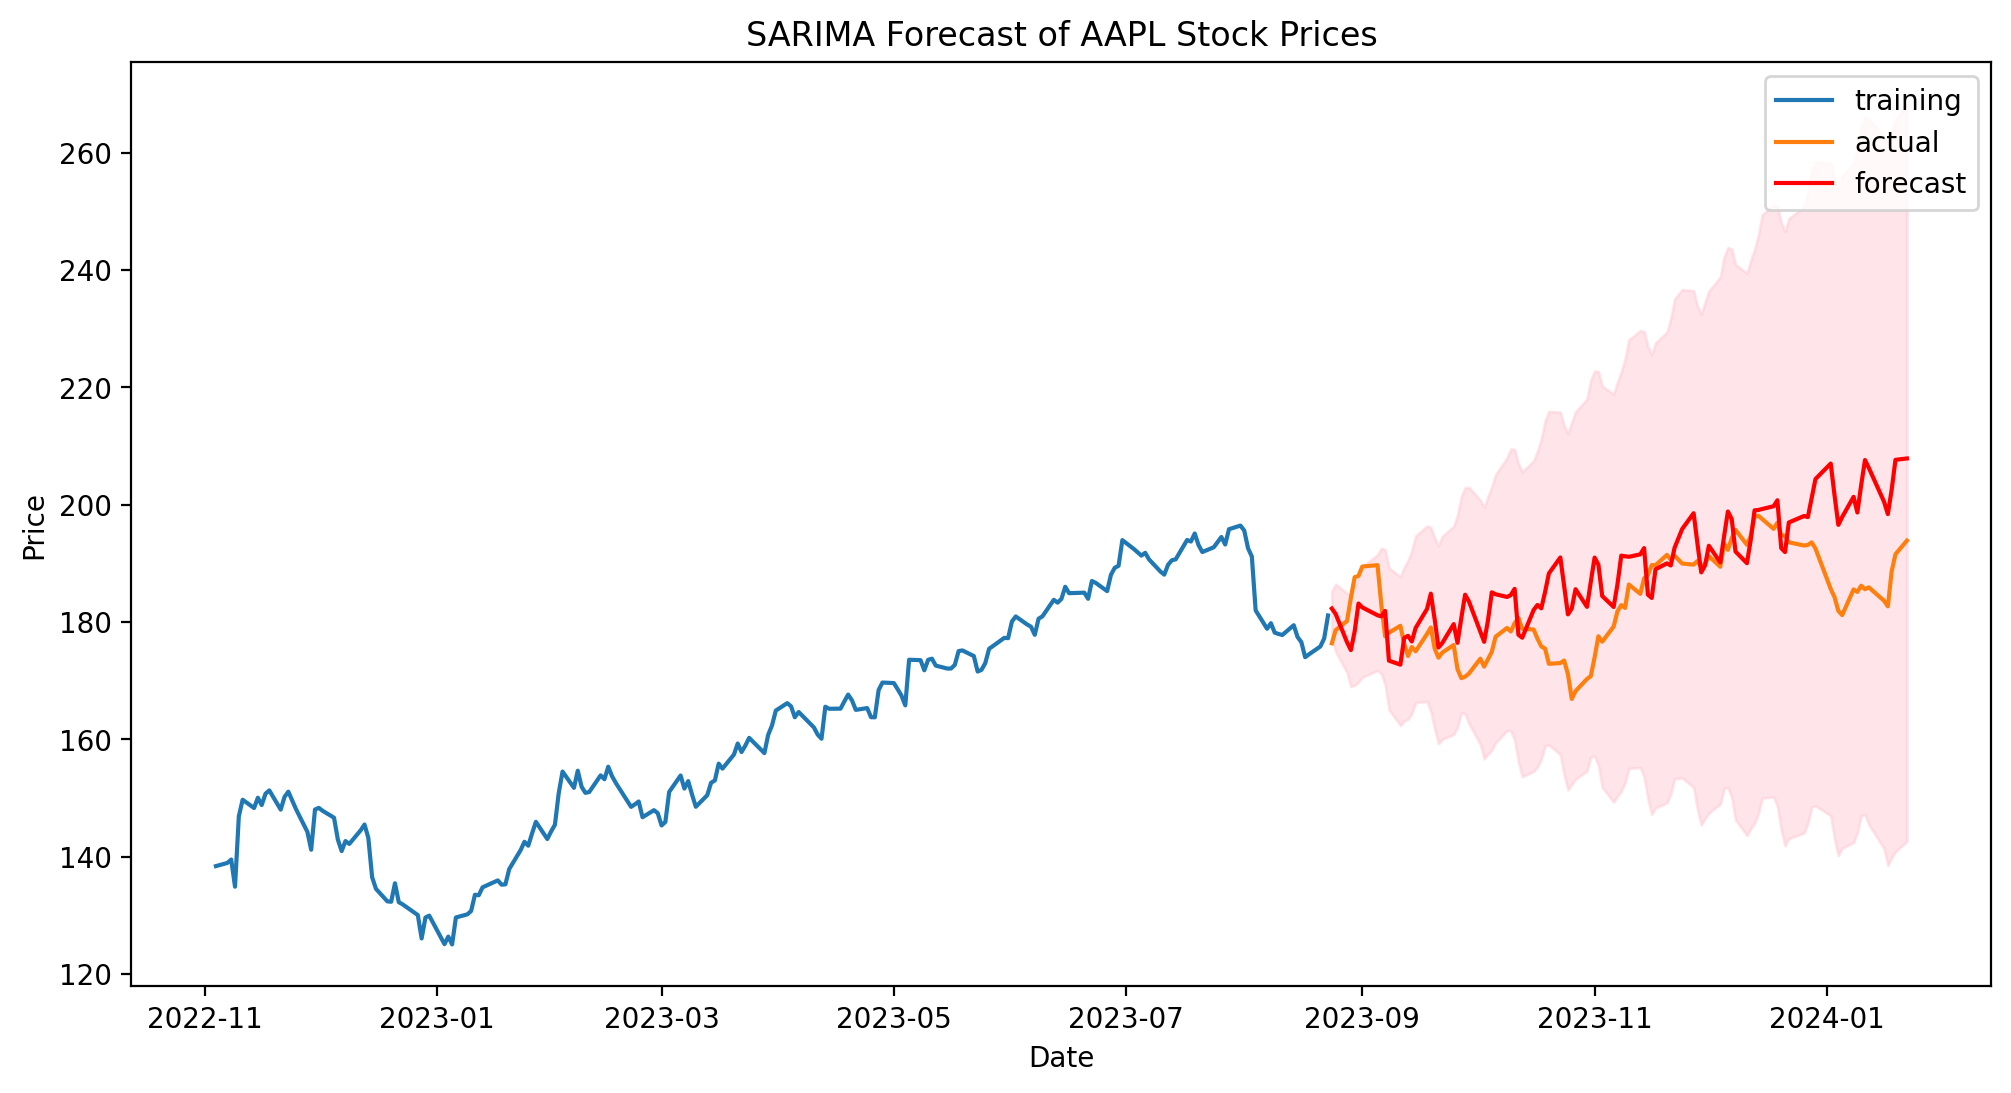 SARIMA Forecast of AAPL Stock Prices
training
actual
forecast
Price
260
240
220
200
180
160
140
120
2022-11 2023-01 2023-03 2023-05 2023-07 2023-09 2023-11 2024-01
Date